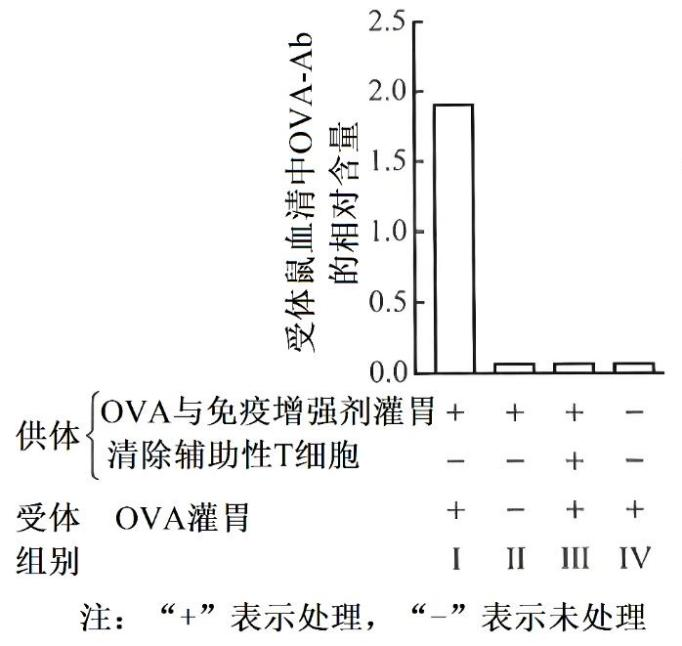 受体鼠血清中OVA-Ab
的相对含量
2.5
2.0
1.5
1.0
0.5
0.0
供体
OVA与免疫增强剂灌胃 + + + −
清除辅助性T细胞 − − + −
受体 OVA灌胃 + − + +
组别 I II III IV
注：“+”表示处理，“−”表示未处理